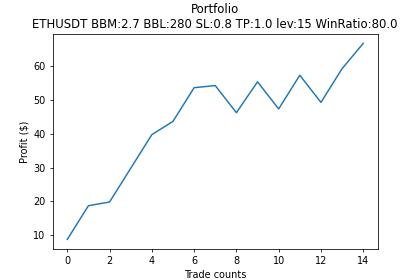 Portfolio
ETHUSDT BBM:2.7 BBL:280 SL:0.8 TP:1.0 lev:15 WinRatio:80.0
60
50
40
30
20
10
Profit ($)
0 2 4 6 8 10 12 14
Trade counts